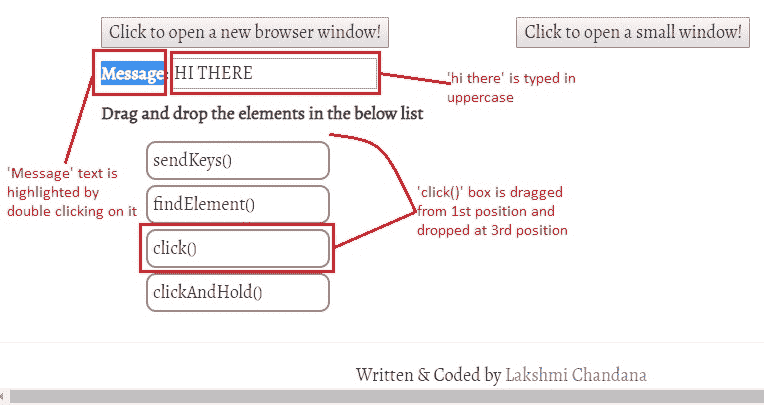 Click to open a new browser window!
Click to open a small window!
Message: HI THERE
'hi there' is typed in
uppercase
Drag and drop the elements in the below list
sendKeys()
'Message' text is
highlighted by
double clicking on it
findElement()
'click()' box is dragged
from 1st position and
dropped at 3rd position
click()
clickAndHold()
Written & Coded by Lakshmi Chandana